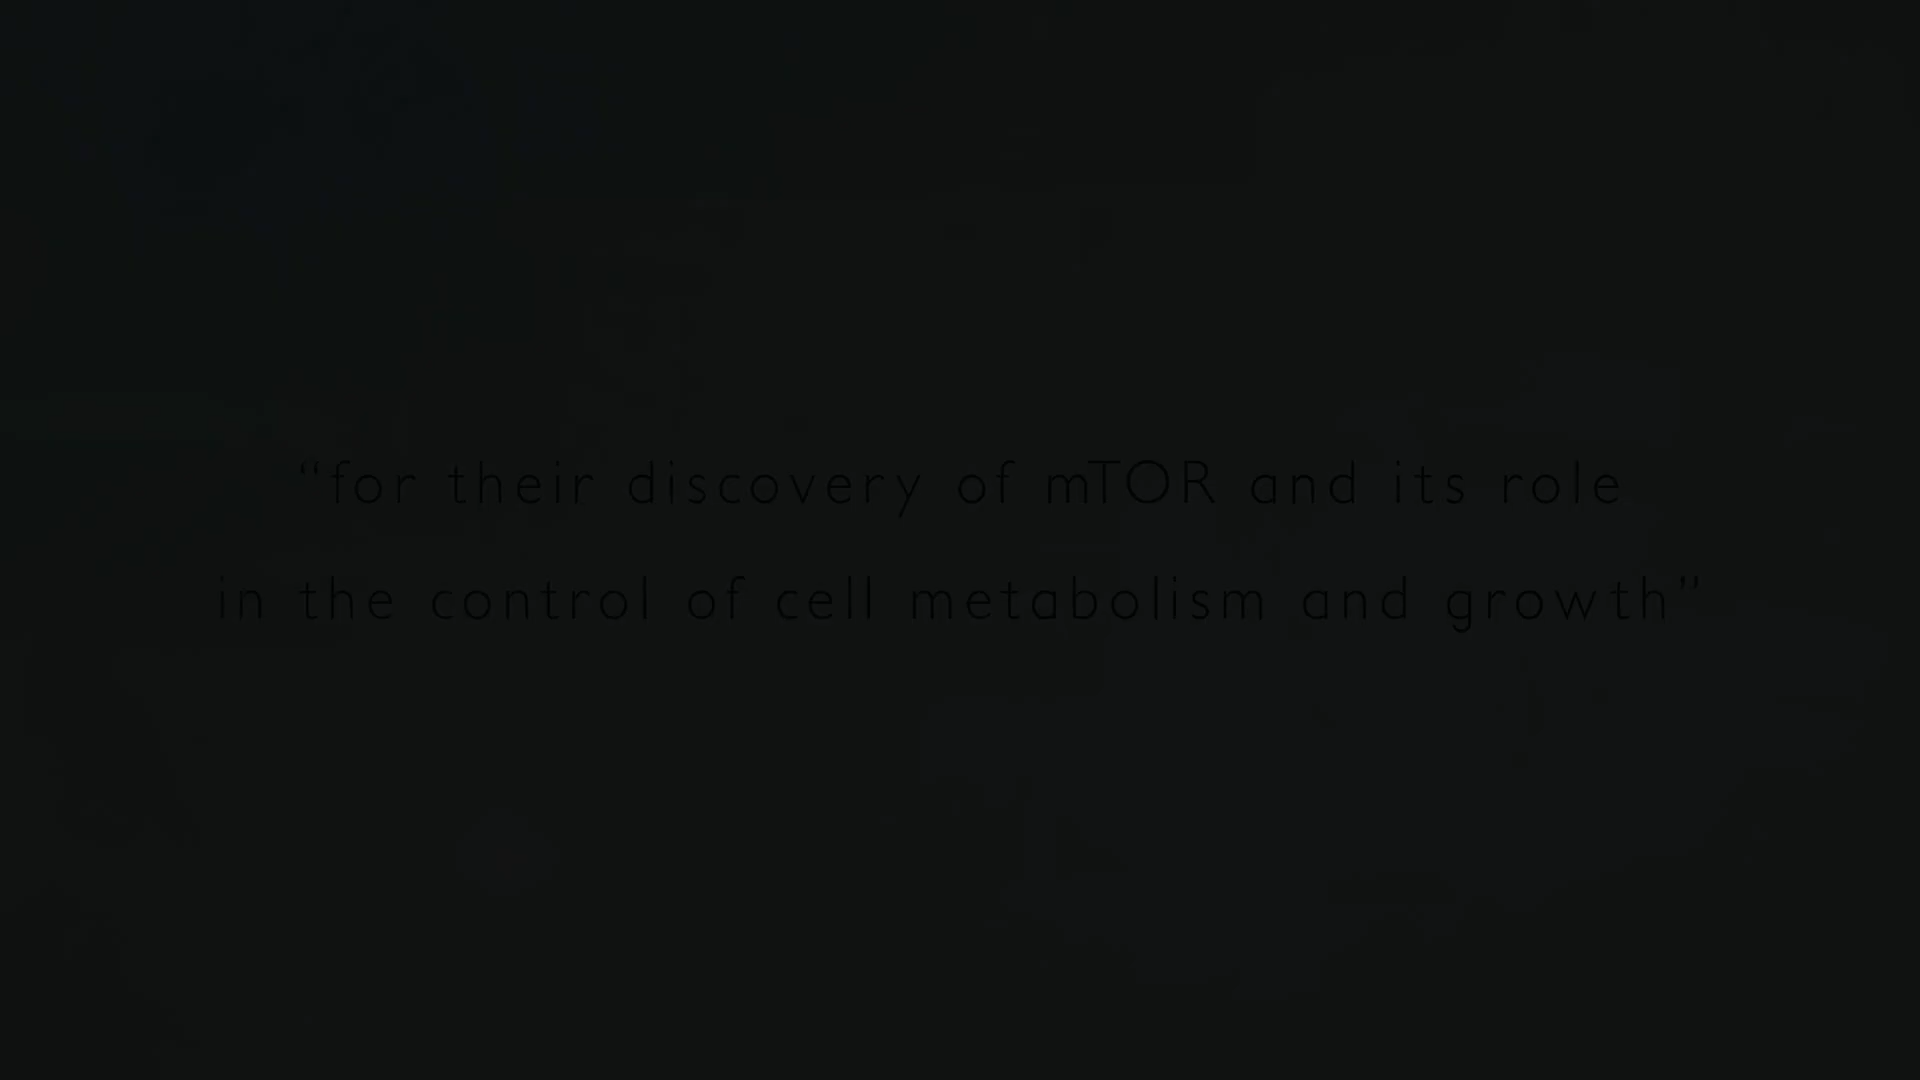 “for their discovery of mTOR and its role
in the control of cell metabolism and growth”